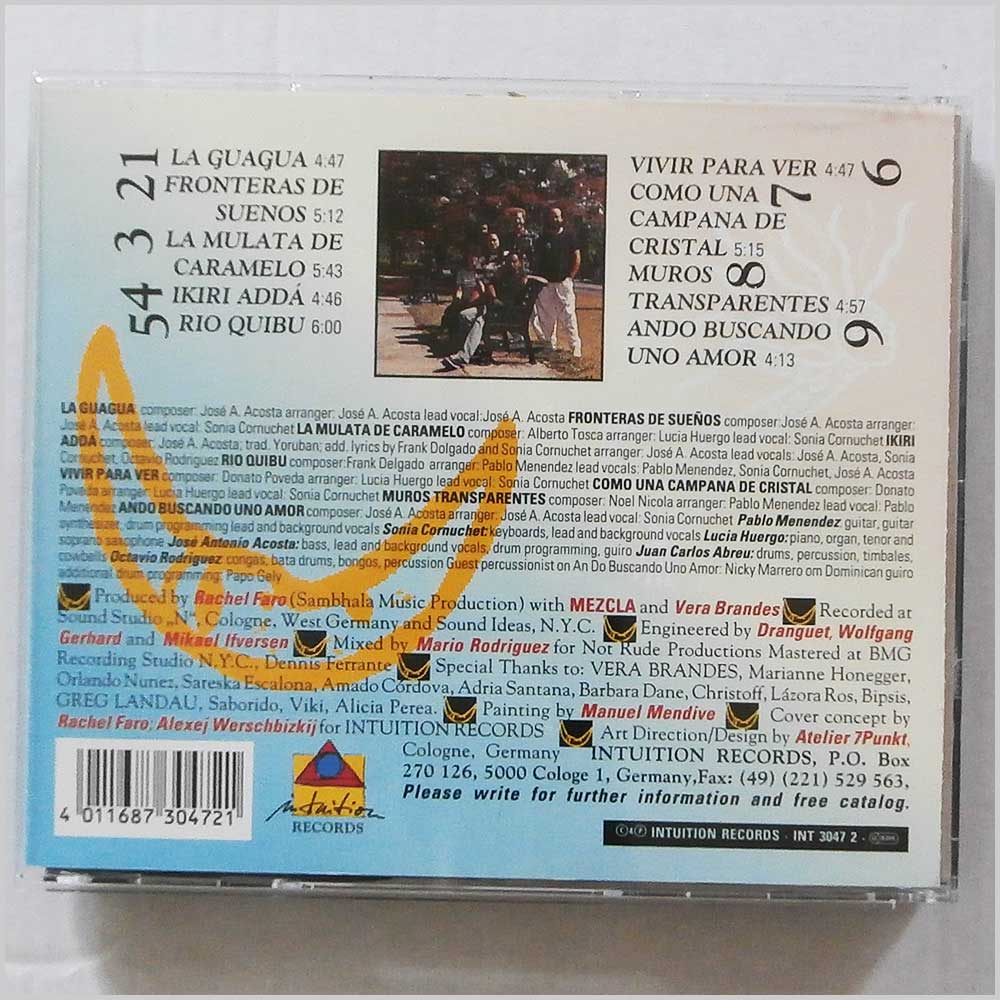 1 LA GUAGUA 4:47
2 FRONTERAS DE
SUENOS 5:12
3 LA MULATA DE
CARAMELO 5:43
4 IKIRI ADDÁ 4:46
5 RIO QUIBU 6:00
VIVIR PARA VER 4:47 6
COMO UNA 7
CAMPANA DE
CRISTAL 5:15
MUROS 8
TRANSPARENTES 4:57
ANDO BUSCANDO 9
UNO AMOR 4:13
LA GUAGUA composer: José A. Acosta arranger: José A. Acosta lead vocal: José A. Acosta FRONTERAS DE SUEÑOS composer: José A. Acosta arranger:
José A. Acosta lead vocal: Sonia Cornuchet LA MULATA DE CARAMELO composer: Alberto Tosca arranger: Lucia Huergo lead vocal: Sonia Cornuchet IKIRI
ADDA composer: José A. Acosta; trad. Yoruban; add. lyrics by Frank Dolgado and Sonia Cornuchet arranger: José A. Acosta lead vocals: José A. Acosta, Sonia
Cornuchet, Octavio Rodriguez RIO QUIBU composer: Frank Delgado arranger: Pablo Menendez lead vocals: Pablo Menendez, Sonia Cornuchet, José A. Acosta
VIVIR PARA VER composer: Donato Poveda arranger: Lucia Huergo lead vocal: Sonia Cornuchet COMO UNA CAMPANA DE CRISTAL composer: Donato
Poveda arranger: Lucia Huergo lead vocal: Sonia Cornuchet MUROS TRANSPARENTES composer: Noel Nicola arranger: Pablo Menendez lead vocal: Pablo
Menendez ANDO BUSCANDO UNO AMOR composer: José A. Acosta arranger: José A. Acosta lead vocal: Sonia Cornuchet Pablo Menendez: guitar, guitar
synthesizer, drum programming lead and background vocals Sonia Cornuchet: keyboards, lead and background vocals Lucia Huergo: piano, organ, tenor and
soprano saxophone José Antonio Acosta: bass, lead and background vocals, drum programming, guiro Juan Carlos Abreu: drums, percussion, timbales,
cowbells Octavio Rodriguez: congas, bata drums, bongos, percussion Guest percussionist on An Do Buscando Uno Amor: Nicky Marrero om Dominican guiro
additional drum programming: Papo Gely
Produced by Rachel Faro (Sambhala Music Production) with MEZCLA and Vera Brandes Recorded at
Sound Studio „N", Cologne, West Germany and Sound Ideas, N.Y.C. Engineered by Dranguet, Wolfgang
Gerhard and Mikael Ifversen Mixed by Mario Rodriguez for Not Rude Productions Mastered at BMG
Recording Studio N.Y.C., Dennis Ferrante Special Thanks to: VERA BRANDES, Marianne Honegger,
Orlando Nunez, Sareska Escalona, Amado Córdova, Adria Santana, Barbara Dane, Christoff, Lázora Ros, Bipsis,
GREG LANDAU, Saborido, Viki, Alicia Perea. Painting by Manuel Mendive Cover concept by
Rachel Faro; Alexej Werschbizkij for INTUITION RECORDS Art Direction/Design by Atelier 7Punkt,
Cologne, Germany INTUITION RECORDS, P.O. Box
270 126, 5000 Cologe 1, Germany, Fax: (49) (221) 529 563,
Please write for further information and free catalog.
4 011687 304721
intuition
RECORDS
© & ℗ INTUITION RECORDS · INT 3047 2 -